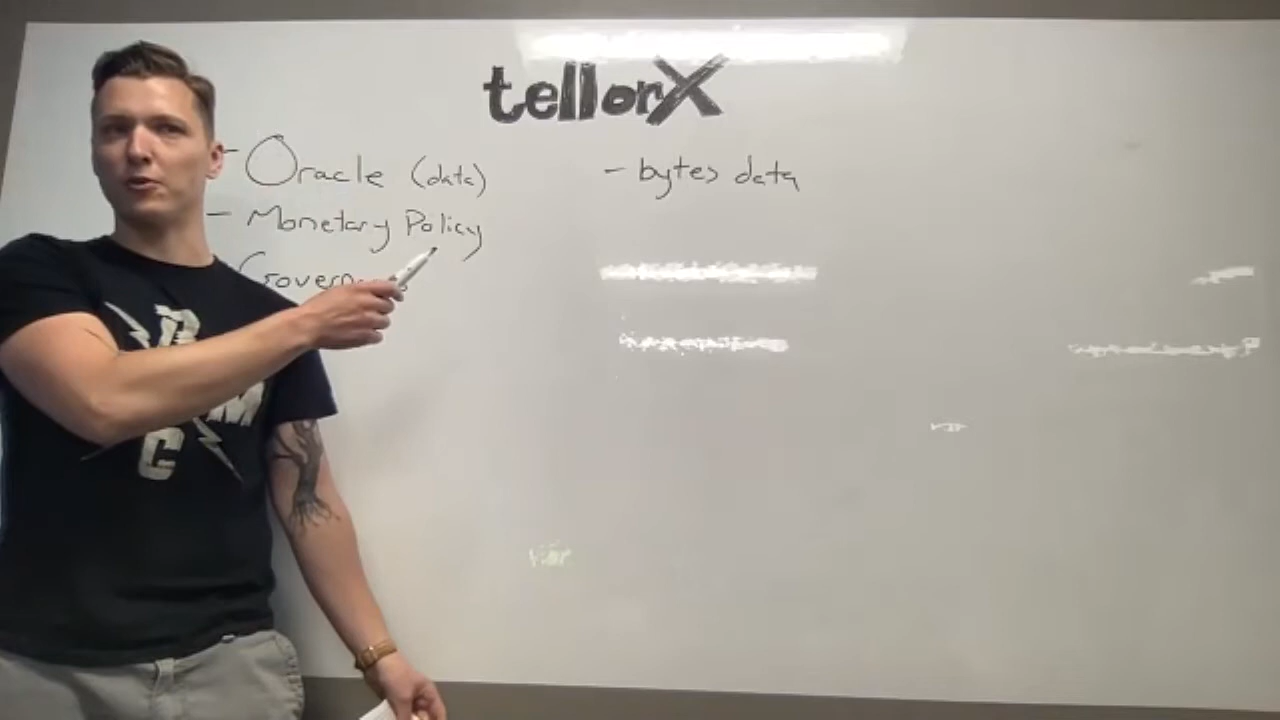 tellorX
- Oracle (data)
- Monetary Policy
- bytes data